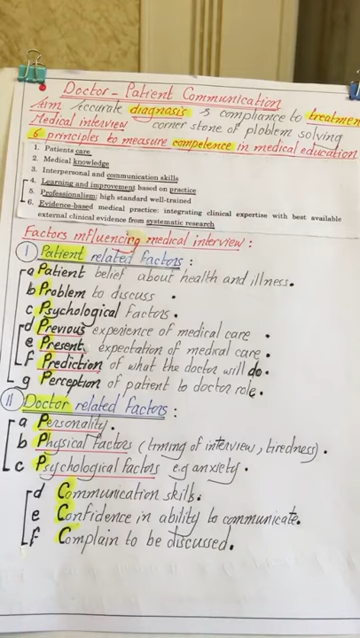 Doctor - Patient Communication
Aim Accurate diagnosis & compliance to treatmen
Medical interview corner stone of ploblem solving
6 principles to measure competence in medical education
1. Patients care
2. Medical knowledge
3. Interpersonal and communication skills
4. Learning and improvement based on practice
5. Professionalism: high standard well-trained
6. Evidence-based medical practice: integrating clinical expertise with best available
external clinical evidence from systematic research
Factors influencing medical interview :
I Patient related factors :
a Patient belief about health and illness.
b Problem to discuss .
c Psychological factors .
d Previous experience of medical care .
e Present expectation of medical care .
f Prediction of what the doctor will do.
g Perception of patient to doctor role.
II Doctor related factors :
a Personality.
b Physical factors (timing of interview, tiredness).
c Psychological factors e.g anxiety .
d Communication skills.
e Confidence in ability to communicate.
f Complain to be discussed.